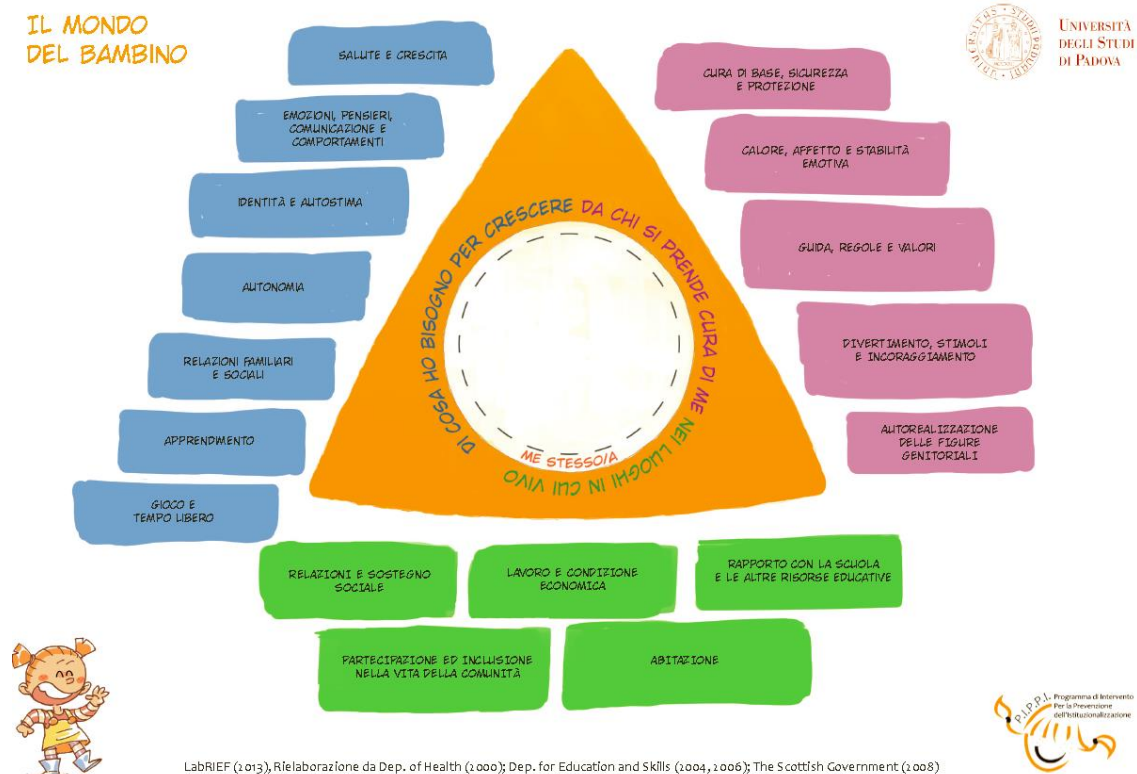 IL MONDO
DEL BAMBINO
UNIVERSITÀ
DEGLI STUDI
DI PADOVA
SALUTE E CRESCITA
EMOZIONI, PENSIERI,
COMUNICAZIONE E
COMPORTAMENTI
IDENTITÀ E AUTOSTIMA
AUTONOMIA
RELAZIONI FAMILIARI
E SOCIALI
APPRENDIMENTO
GIOCO E
TEMPO LIBERO
DI COSA HO BISOGNO PER CRESCERE
DA CHI SI PRENDE CURA DI ME
NEI LUOGHI IN CUI VIVO
ME STESSO/A
CURA DI BASE, SICUREZZA
E PROTEZIONE
CALORE, AFFETTO E STABILITÀ
EMOTIVA
GUIDA, REGOLE E VALORI
DIVERTIMENTO, STIMOLI
E INCORAGGIAMENTO
AUTOREALIZZAZIONE
DELLE FIGURE
GENITORIALI
RELAZIONI E SOSTEGNO
SOCIALE
LAVORO E CONDIZIONE
ECONOMICA
RAPPORTO CON LA SCUOLA
E LE ALTRE RISORSE EDUCATIVE
PARTECIPAZIONE ED INCLUSIONE
NELLA VITA DELLA COMUNITÀ
ABITAZIONE
P.I.P.P.I.
Programma di Intervento
Per la Prevenzione
dell'Istituzionalizzazione
LabRIEF (2013), Rielaborazione da Dep. of Health (2000); Dep. for Education and Skills (2004, 2006); The Scottish Government (2008)